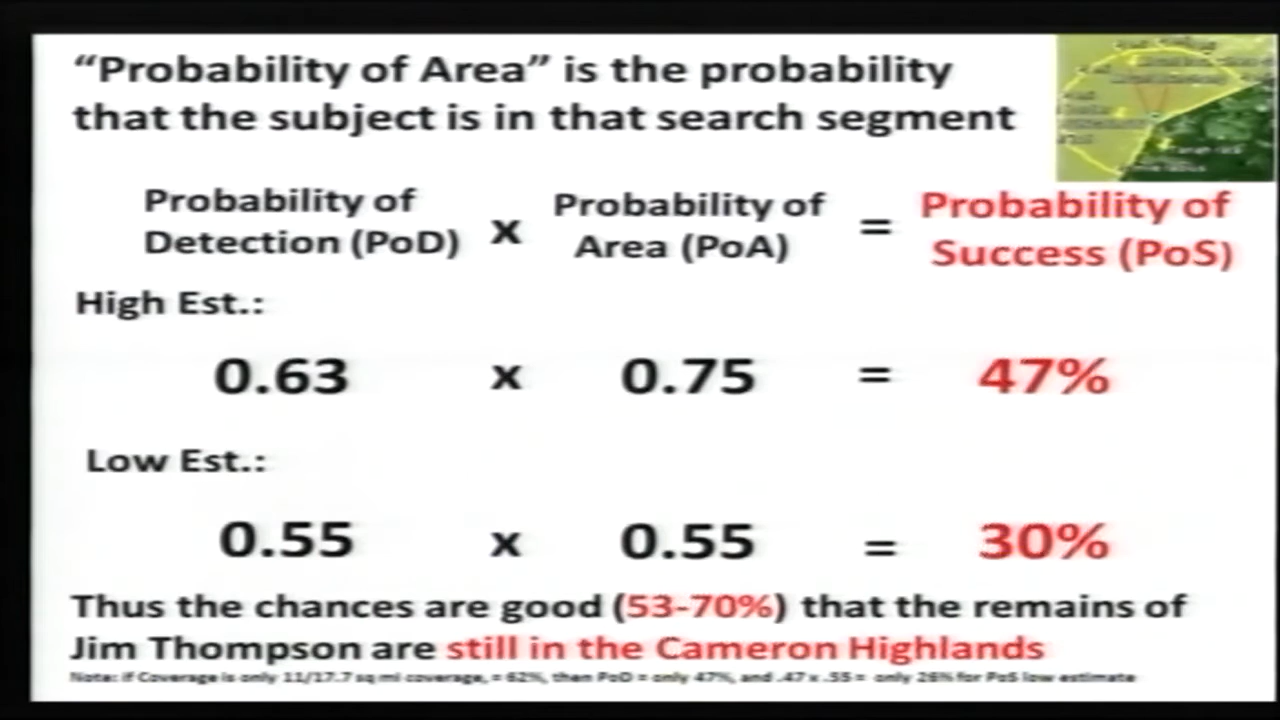 “Probability of Area” is the probability
that the subject is in that search segment
Probability of
Detection (PoD)
x
Probability of
Area (PoA)
=
Probability of
Success (PoS)
High Est.:
0.63 x 0.75 = 47%
Low Est.:
0.55 x 0.55 = 30%
Thus the chances are good (53-70%) that the remains of
Jim Thompson are still in the Cameron Highlands
Note: if Coverage is only 11/17.7 sq mi coverage, = 62%, then PoD = only 47%, and .47 x .55 = only 26% for PoS low estimate